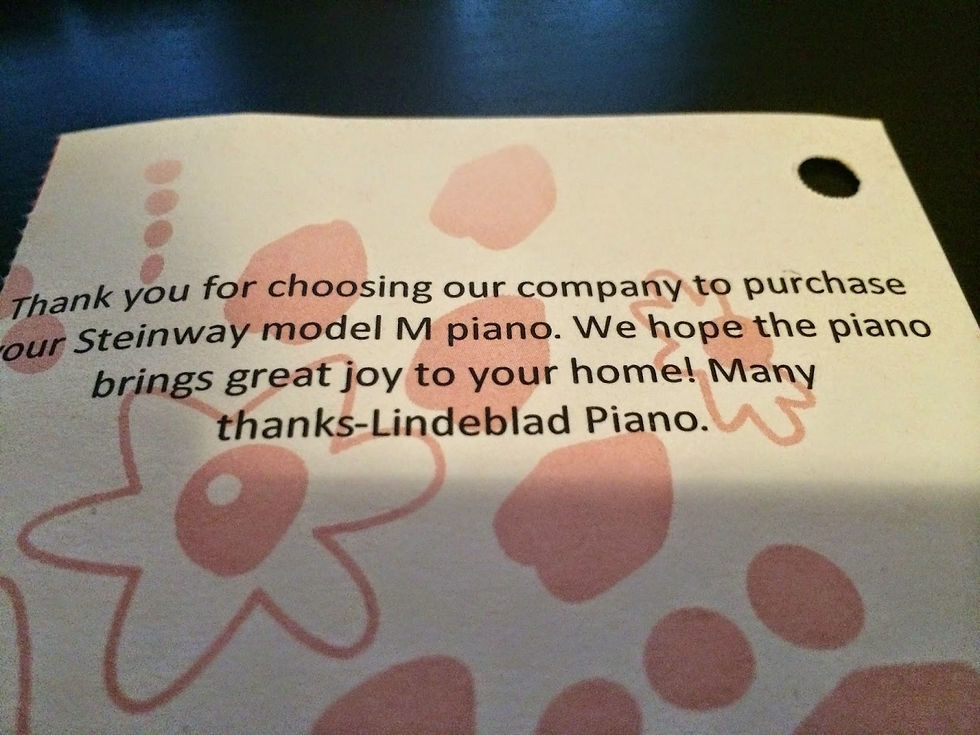 Thank you for choosing our company to purchase
your Steinway model M piano. We hope the piano
brings great joy to your home! Many
thanks-Lindeblad Piano.